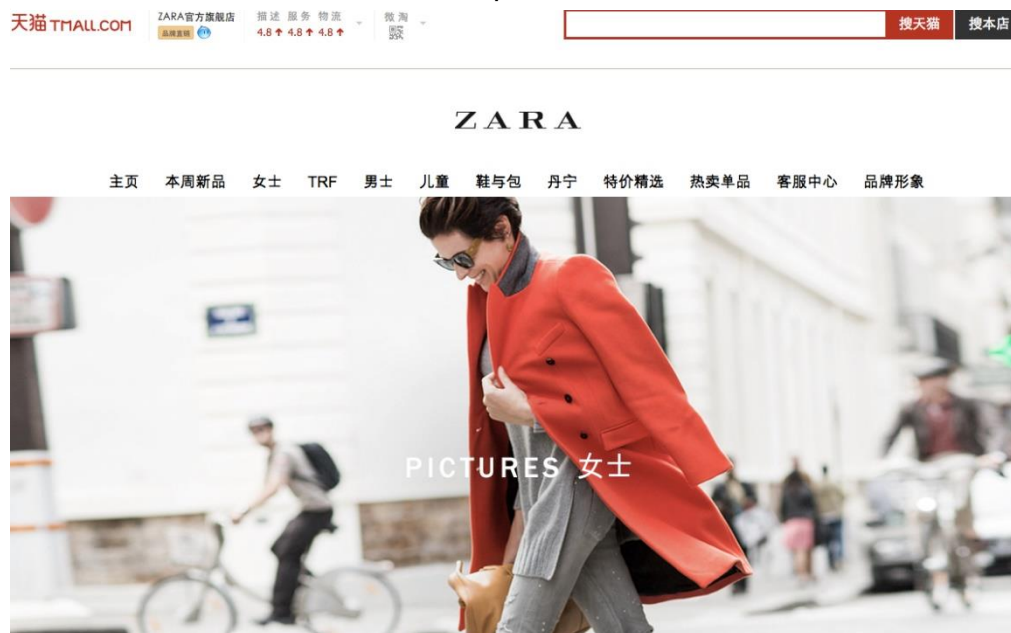 天猫 TMALL.COM
ZARA官方旗舰店
品牌直销
描述 服务 物流
4.8 4.8 4.8
微淘
搜天猫
搜本店
ZARA
主页 本周新品 女士 TRF 男士 儿童 鞋与包 丹宁 特价精选 热卖单品 客服中心 品牌形象
PICTURES 女士